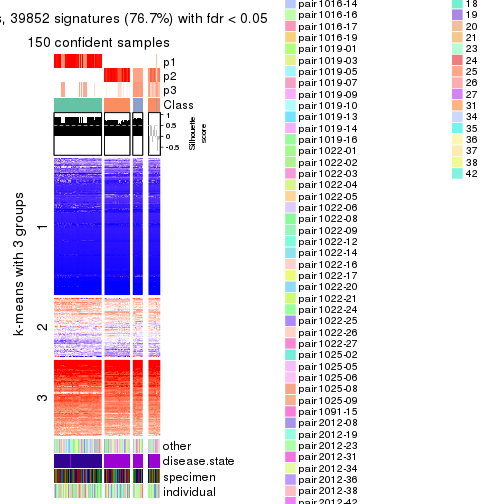 s, 39852 signatures (76.7%) with fdr < 0.05
150 confident samples
p1
p2
p3
Class
1
0.5
0
-0.5
Silhouette
score
k-means with 3 groups
1
2
3
other
disease.state
specimen
individual
pair1016-14
pair1016-16
pair1016-17
pair1016-19
pair1019-01
pair1019-03
pair1019-05
pair1019-07
pair1019-09
pair1019-10
pair1019-13
pair1019-14
pair1019-16
pair1022-01
pair1022-02
pair1022-03
pair1022-04
pair1022-05
pair1022-06
pair1022-08
pair1022-09
pair1022-12
pair1022-14
pair1022-16
pair1022-17
pair1022-20
pair1022-21
pair1022-24
pair1022-25
pair1022-26
pair1022-27
pair1025-02
pair1025-05
pair1025-06
pair1025-08
pair1025-09
pair1091-15
pair2012-08
pair2012-19
pair2012-23
pair2012-31
pair2012-34
pair2012-36
pair2012-38
pair2012-42
18
19
20
21
23
24
25
26
27
31
34
35
36
37
38
42